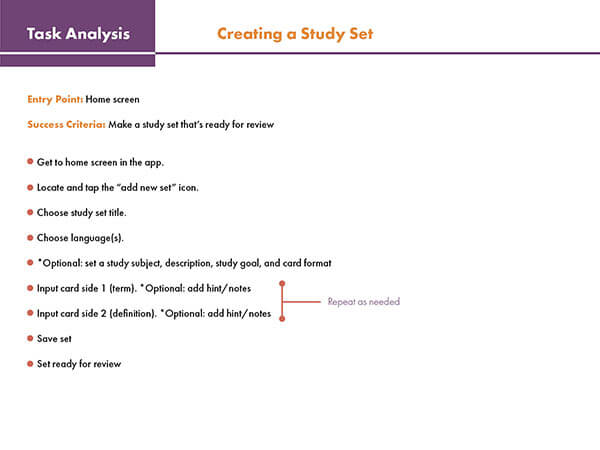 Task Analysis
Creating a Study Set
Entry Point: Home screen
Success Criteria: Make a study set that's ready for review
Get to home screen in the app.
Locate and tap the “add new set” icon.
Choose study set title.
Choose language(s).
*Optional: set a study subject, description, study goal, and card format
Input card side 1 (term). *Optional: add hint/notes
Input card side 2 (definition). *Optional: add hint/notes
Repeat as needed
Save set
Set ready for review